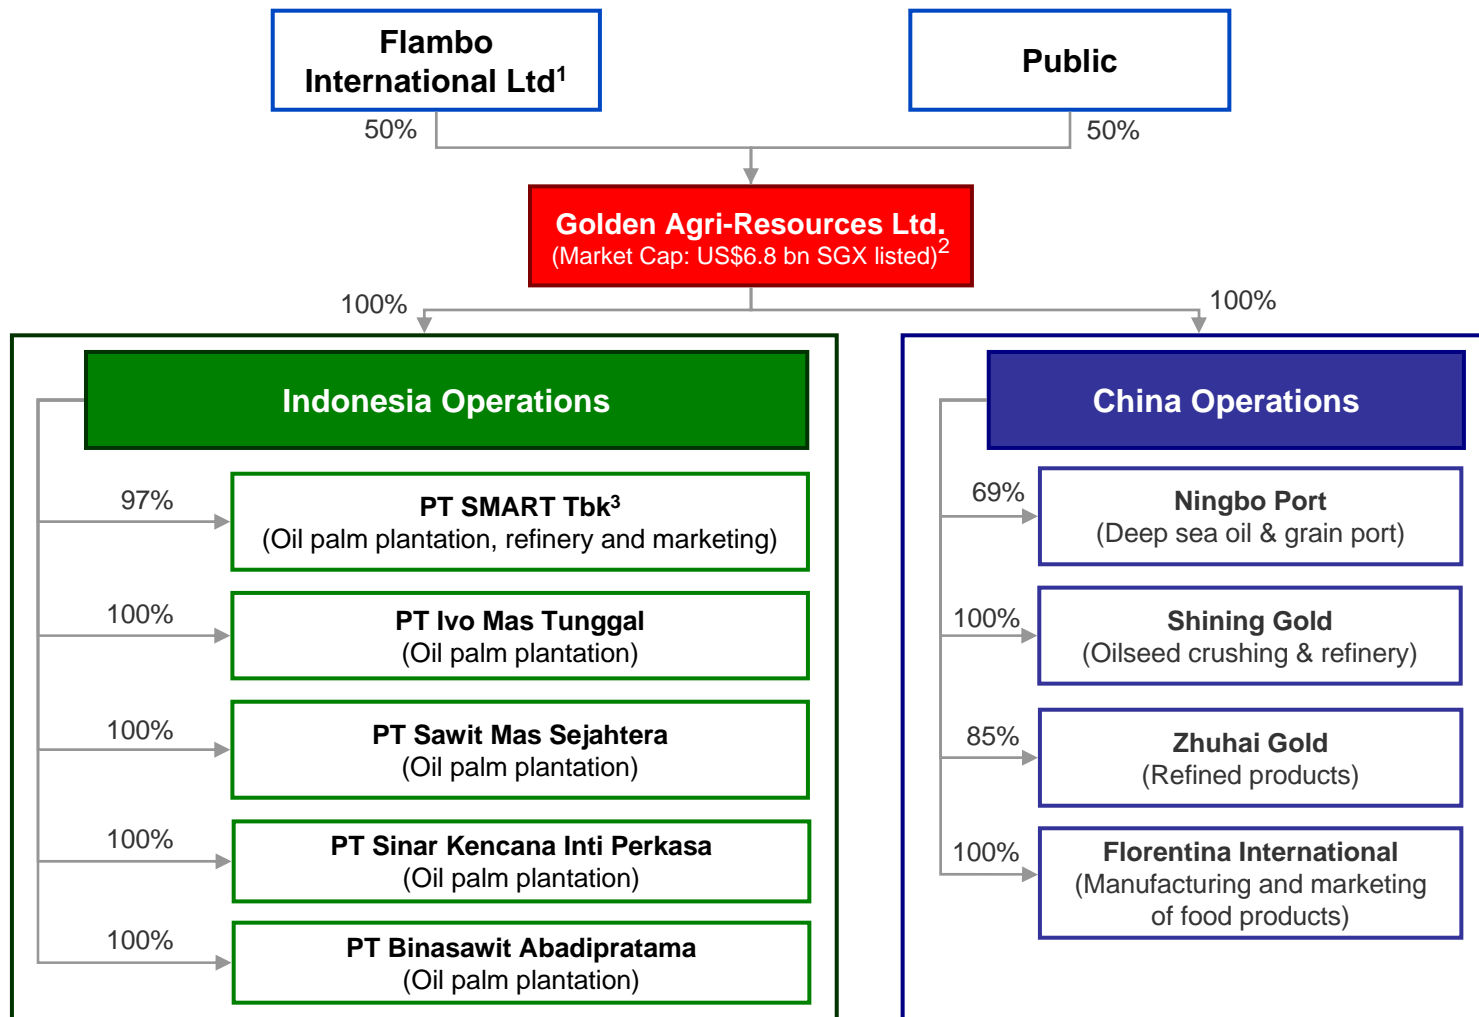 Flambo
International Ltd1
Public
50%
50%
Golden Agri-Resources Ltd.
(Market Cap: US$6.8 bn SGX listed)2
100%
100%
Indonesia Operations
97%
PT SMART Tbk3
(Oil palm plantation, refinery and marketing)
100%
PT Ivo Mas Tunggal
(Oil palm plantation)
100%
PT Sawit Mas Sejahtera
(Oil palm plantation)
100%
PT Sinar Kencana Inti Perkasa
(Oil palm plantation)
100%
PT Binasawit Abadipratama
(Oil palm plantation)
China Operations
69%
Ningbo Port
(Deep sea oil & grain port)
100%
Shining Gold
(Oilseed crushing & refinery)
85%
Zhuhai Gold
(Refined products)
100%
Florentina International
(Manufacturing and marketing
of food products)